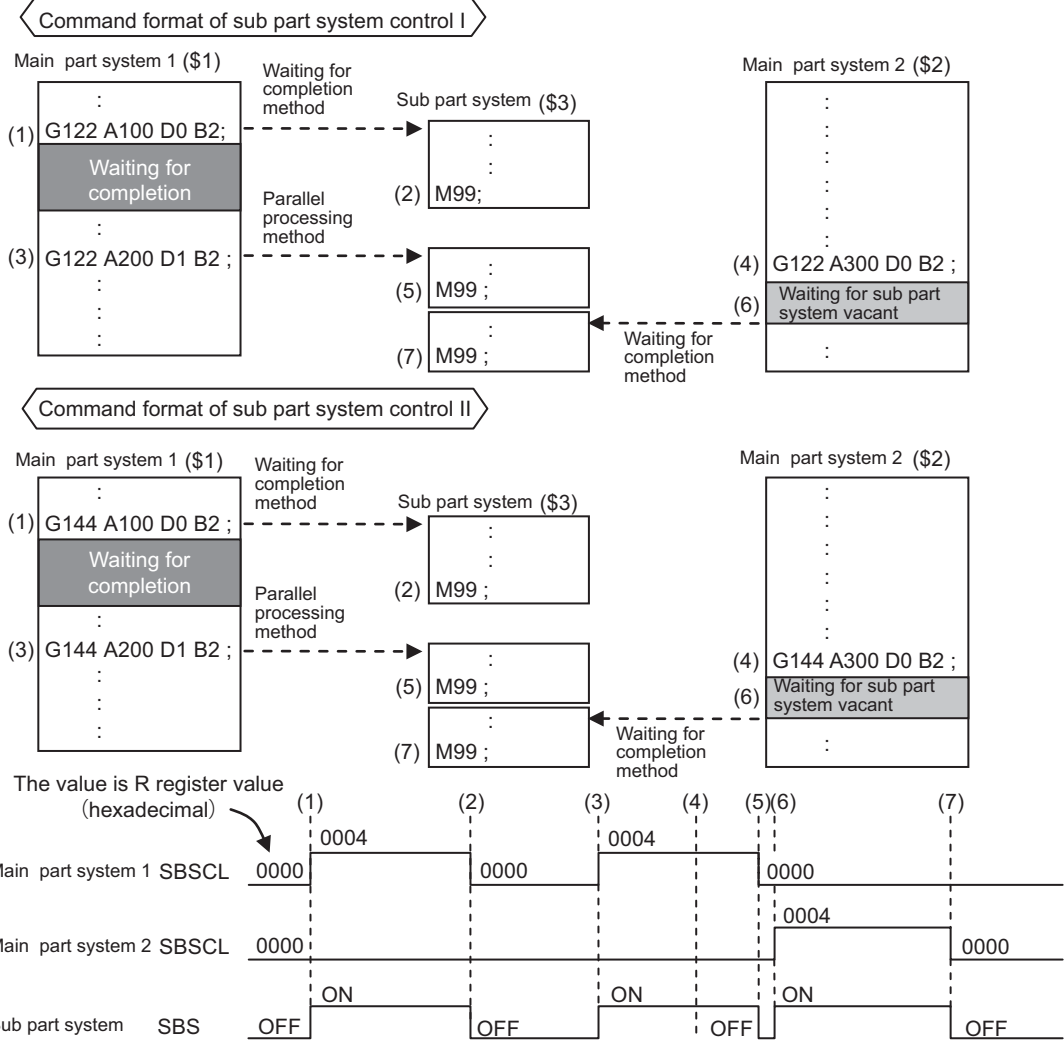 Command format of sub part system control I
Main part system 1 ($1)
Waiting for
completion
method
Sub part system ($3)
Main part system 2 ($2)
:
(1) G122 A100 D0 B2;
Waiting for
completion
:
:
(2) M99;
:
:
:
:
:
:
Parallel
processing
method
:
(3) G122 A200 D1 B2 ;
:
:
:
:
(5) M99 ;
:
(7) M99 ;
(4) G122 A300 D0 B2 ;
(6) Waiting for sub part
system vacant
:
Waiting for
completion
method
Command format of sub part system control II
Main part system 1 ($1)
Waiting for
completion
method
Sub part system ($3)
Main part system 2 ($2)
:
(1) G144 A100 D0 B2 ;
Waiting for
completion
:
:
(2) M99 ;
:
:
:
:
:
:
Parallel
processing
method
:
(3) G144 A200 D1 B2 ;
:
:
:
:
(5) M99 ;
:
(7) M99 ;
(4) G144 A300 D0 B2 ;
(6) Waiting for sub part
system vacant
:
Waiting for
completion
method
The value is R register value
(hexadecimal)
(1) (2) (3) (4) (5)(6) (7)
Main part system 1 SBSCL 0000 0004 0000 0004 0000
Main part system 2 SBSCL 0000 0004 0000
Sub part system SBS OFF ON OFF ON OFF ON OFF